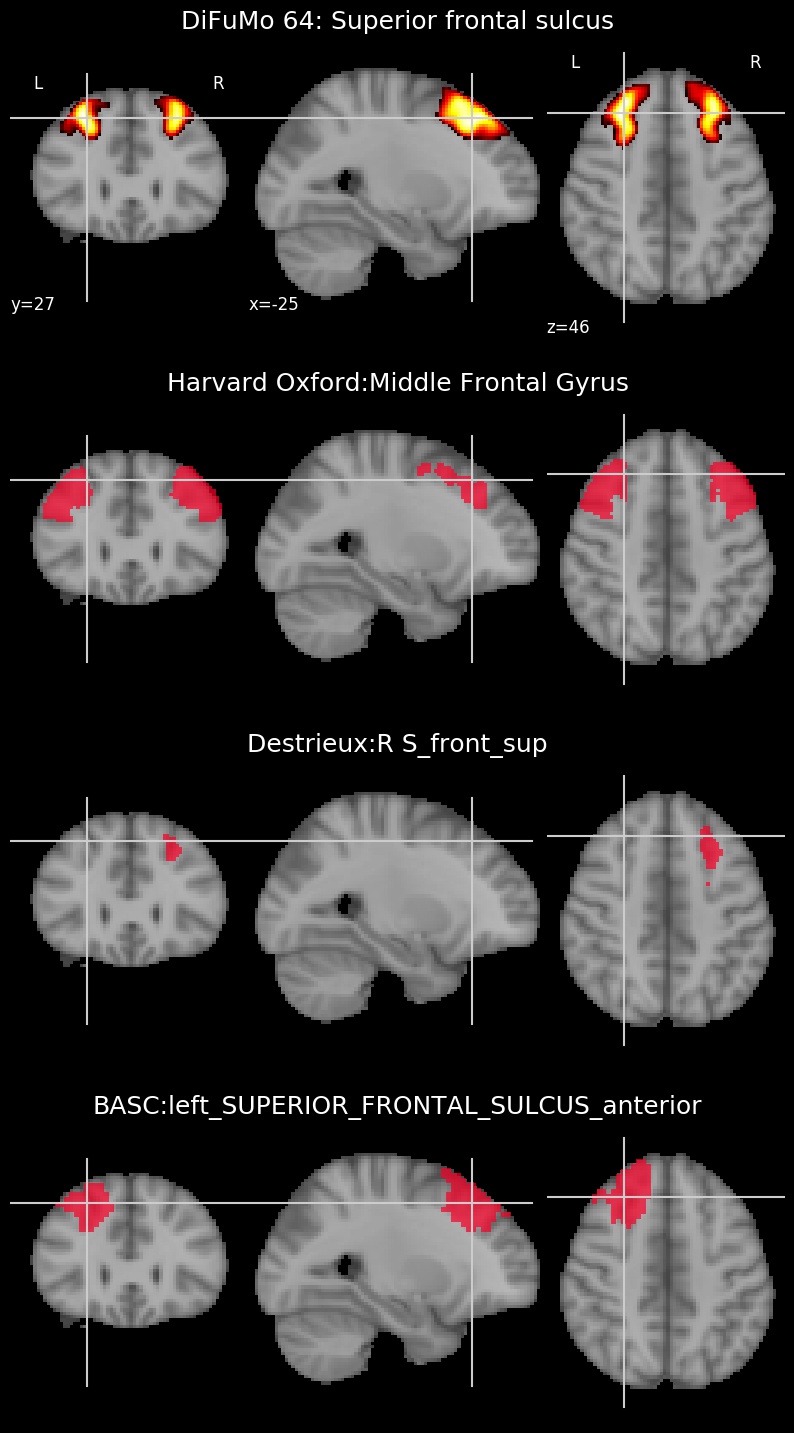 DiFuMo 64: Superior frontal sulcus
L R L R
y=27 x=-25 z=46
Harvard Oxford:Middle Frontal Gyrus
Destrieux:R S_front_sup
BASC:left_SUPERIOR_FRONTAL_SULCUS_anterior